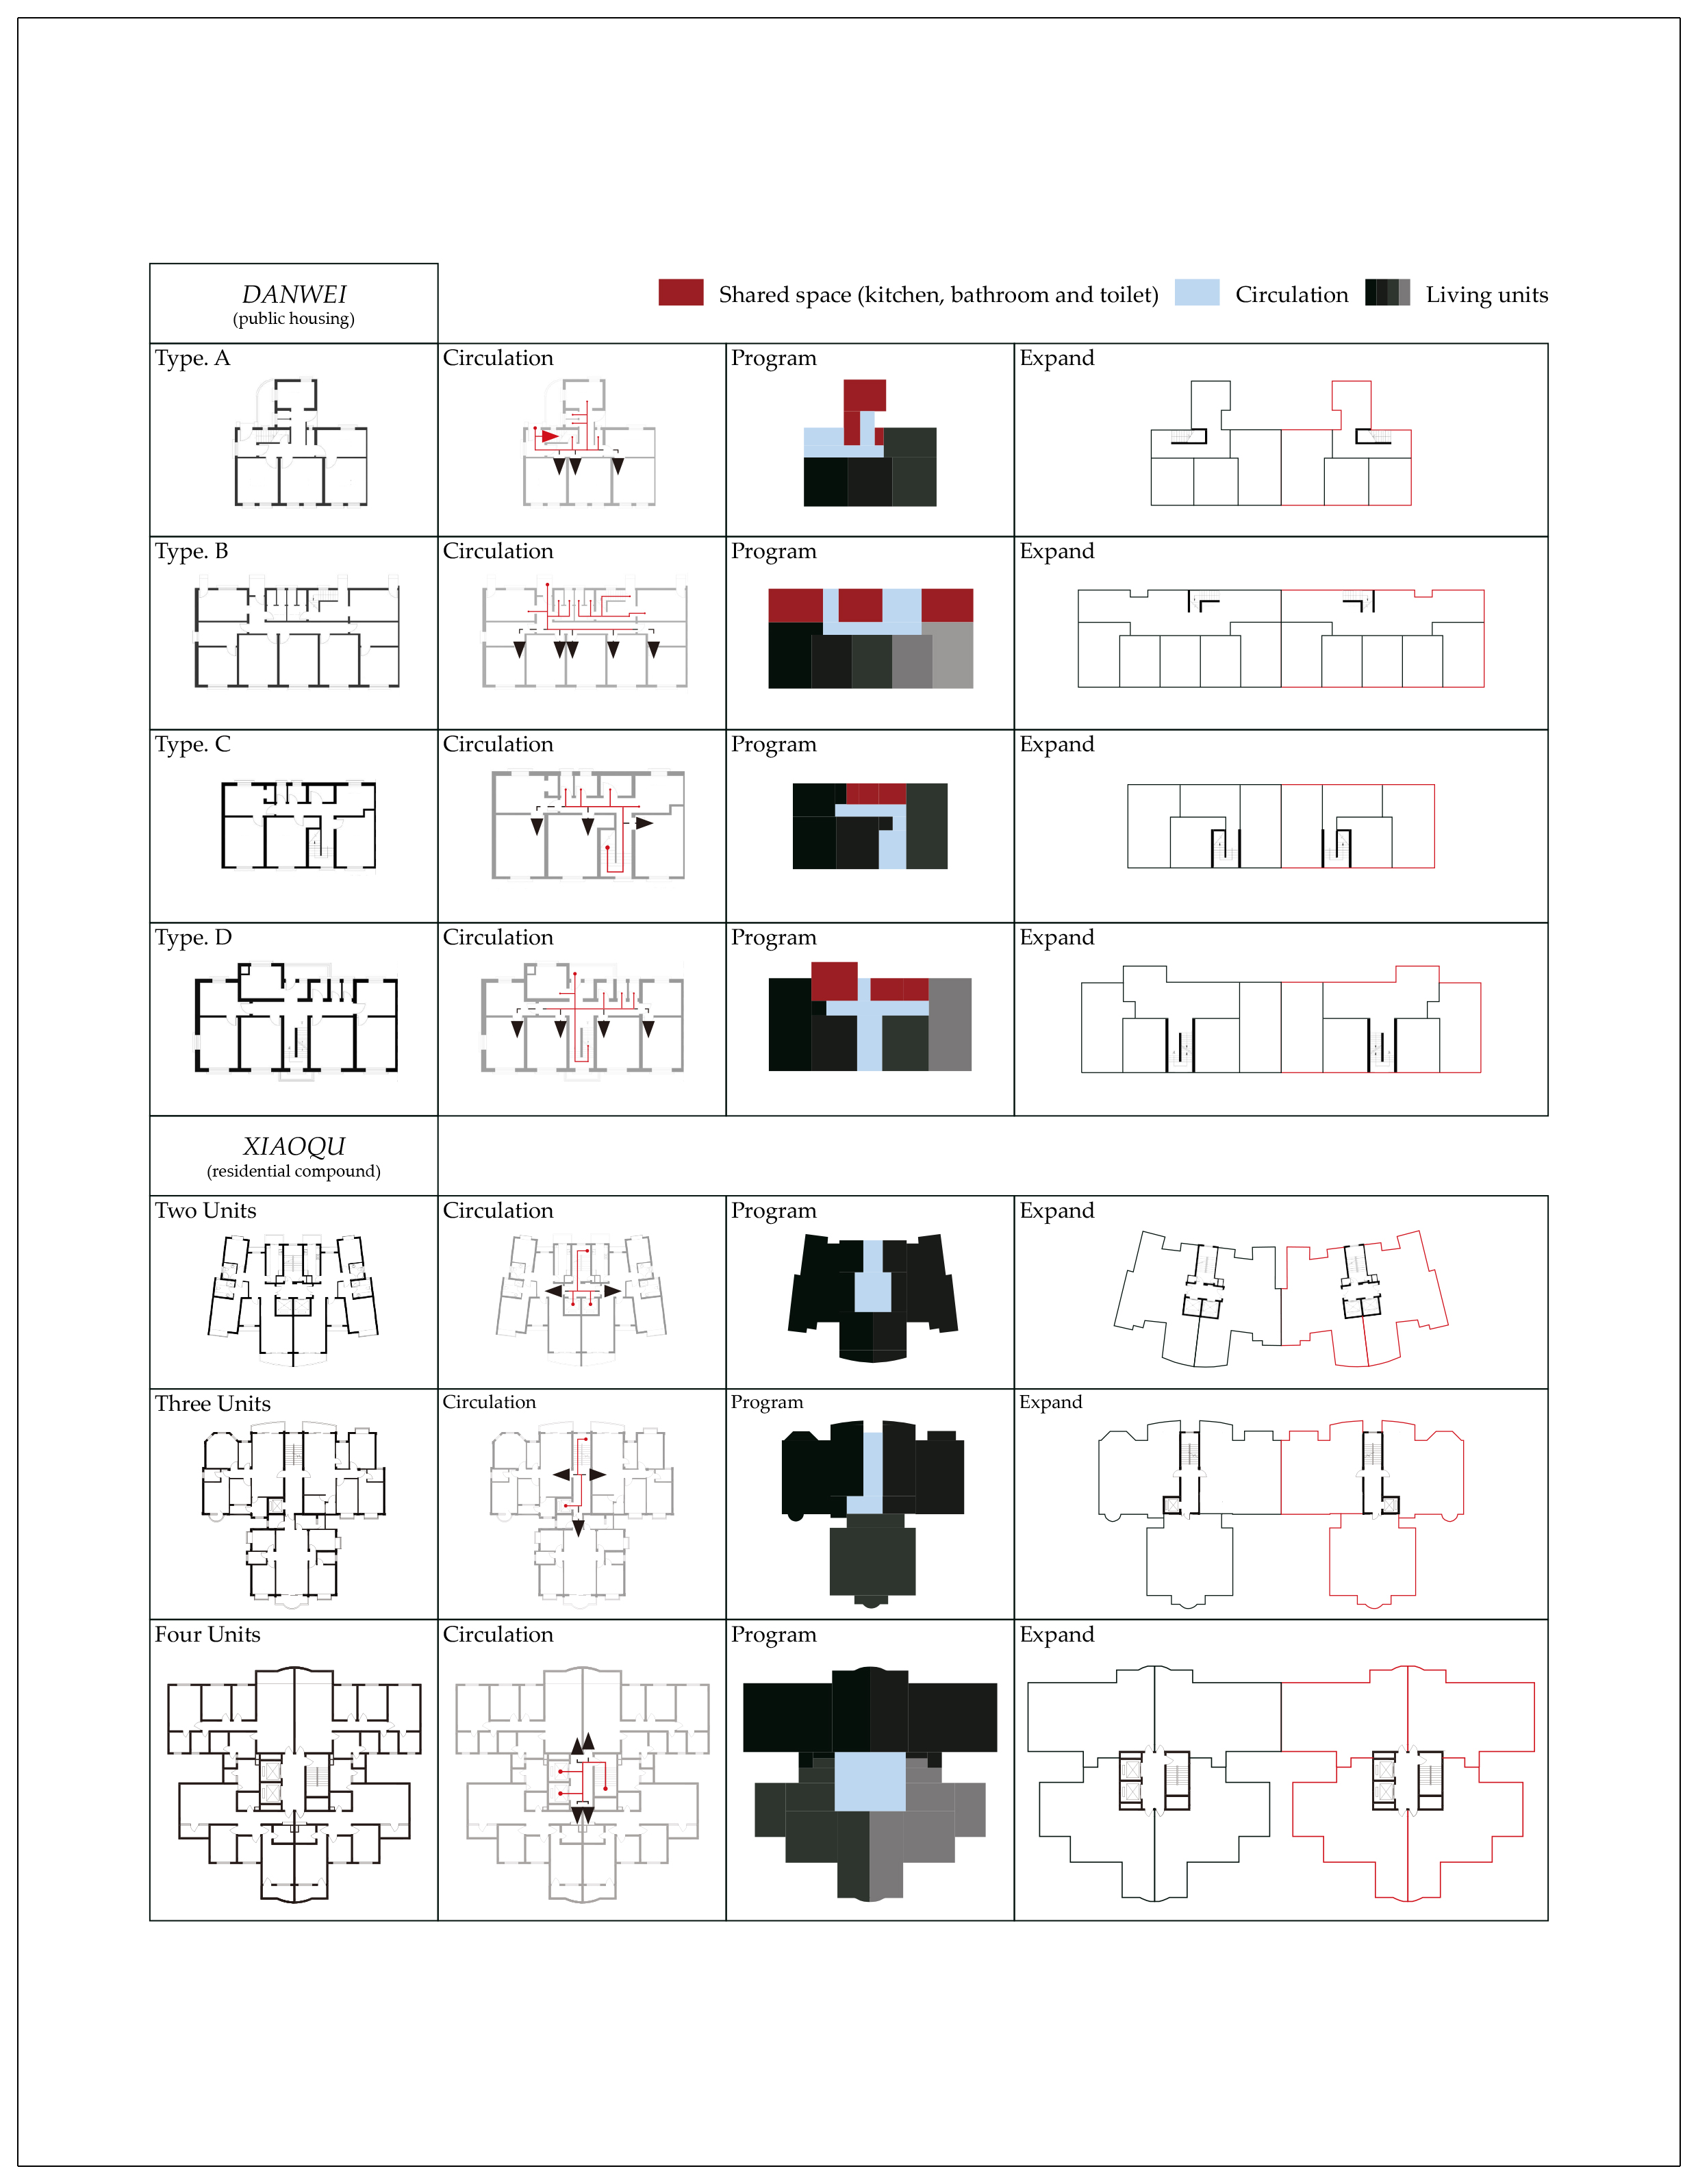 DANWEI
(public housing)
Shared space (kitchen, bathroom and toilet)
Circulation
Living units
Type. A
Circulation
Program
Expand
Type. B
Circulation
Program
Expand
Type. C
Circulation
Program
Expand
Type. D
Circulation
Program
Expand
XIAOQU
(residential compound)
Two Units
Circulation
Program
Expand
Three Units
Circulation
Program
Expand
Four Units
Circulation
Program
Expand